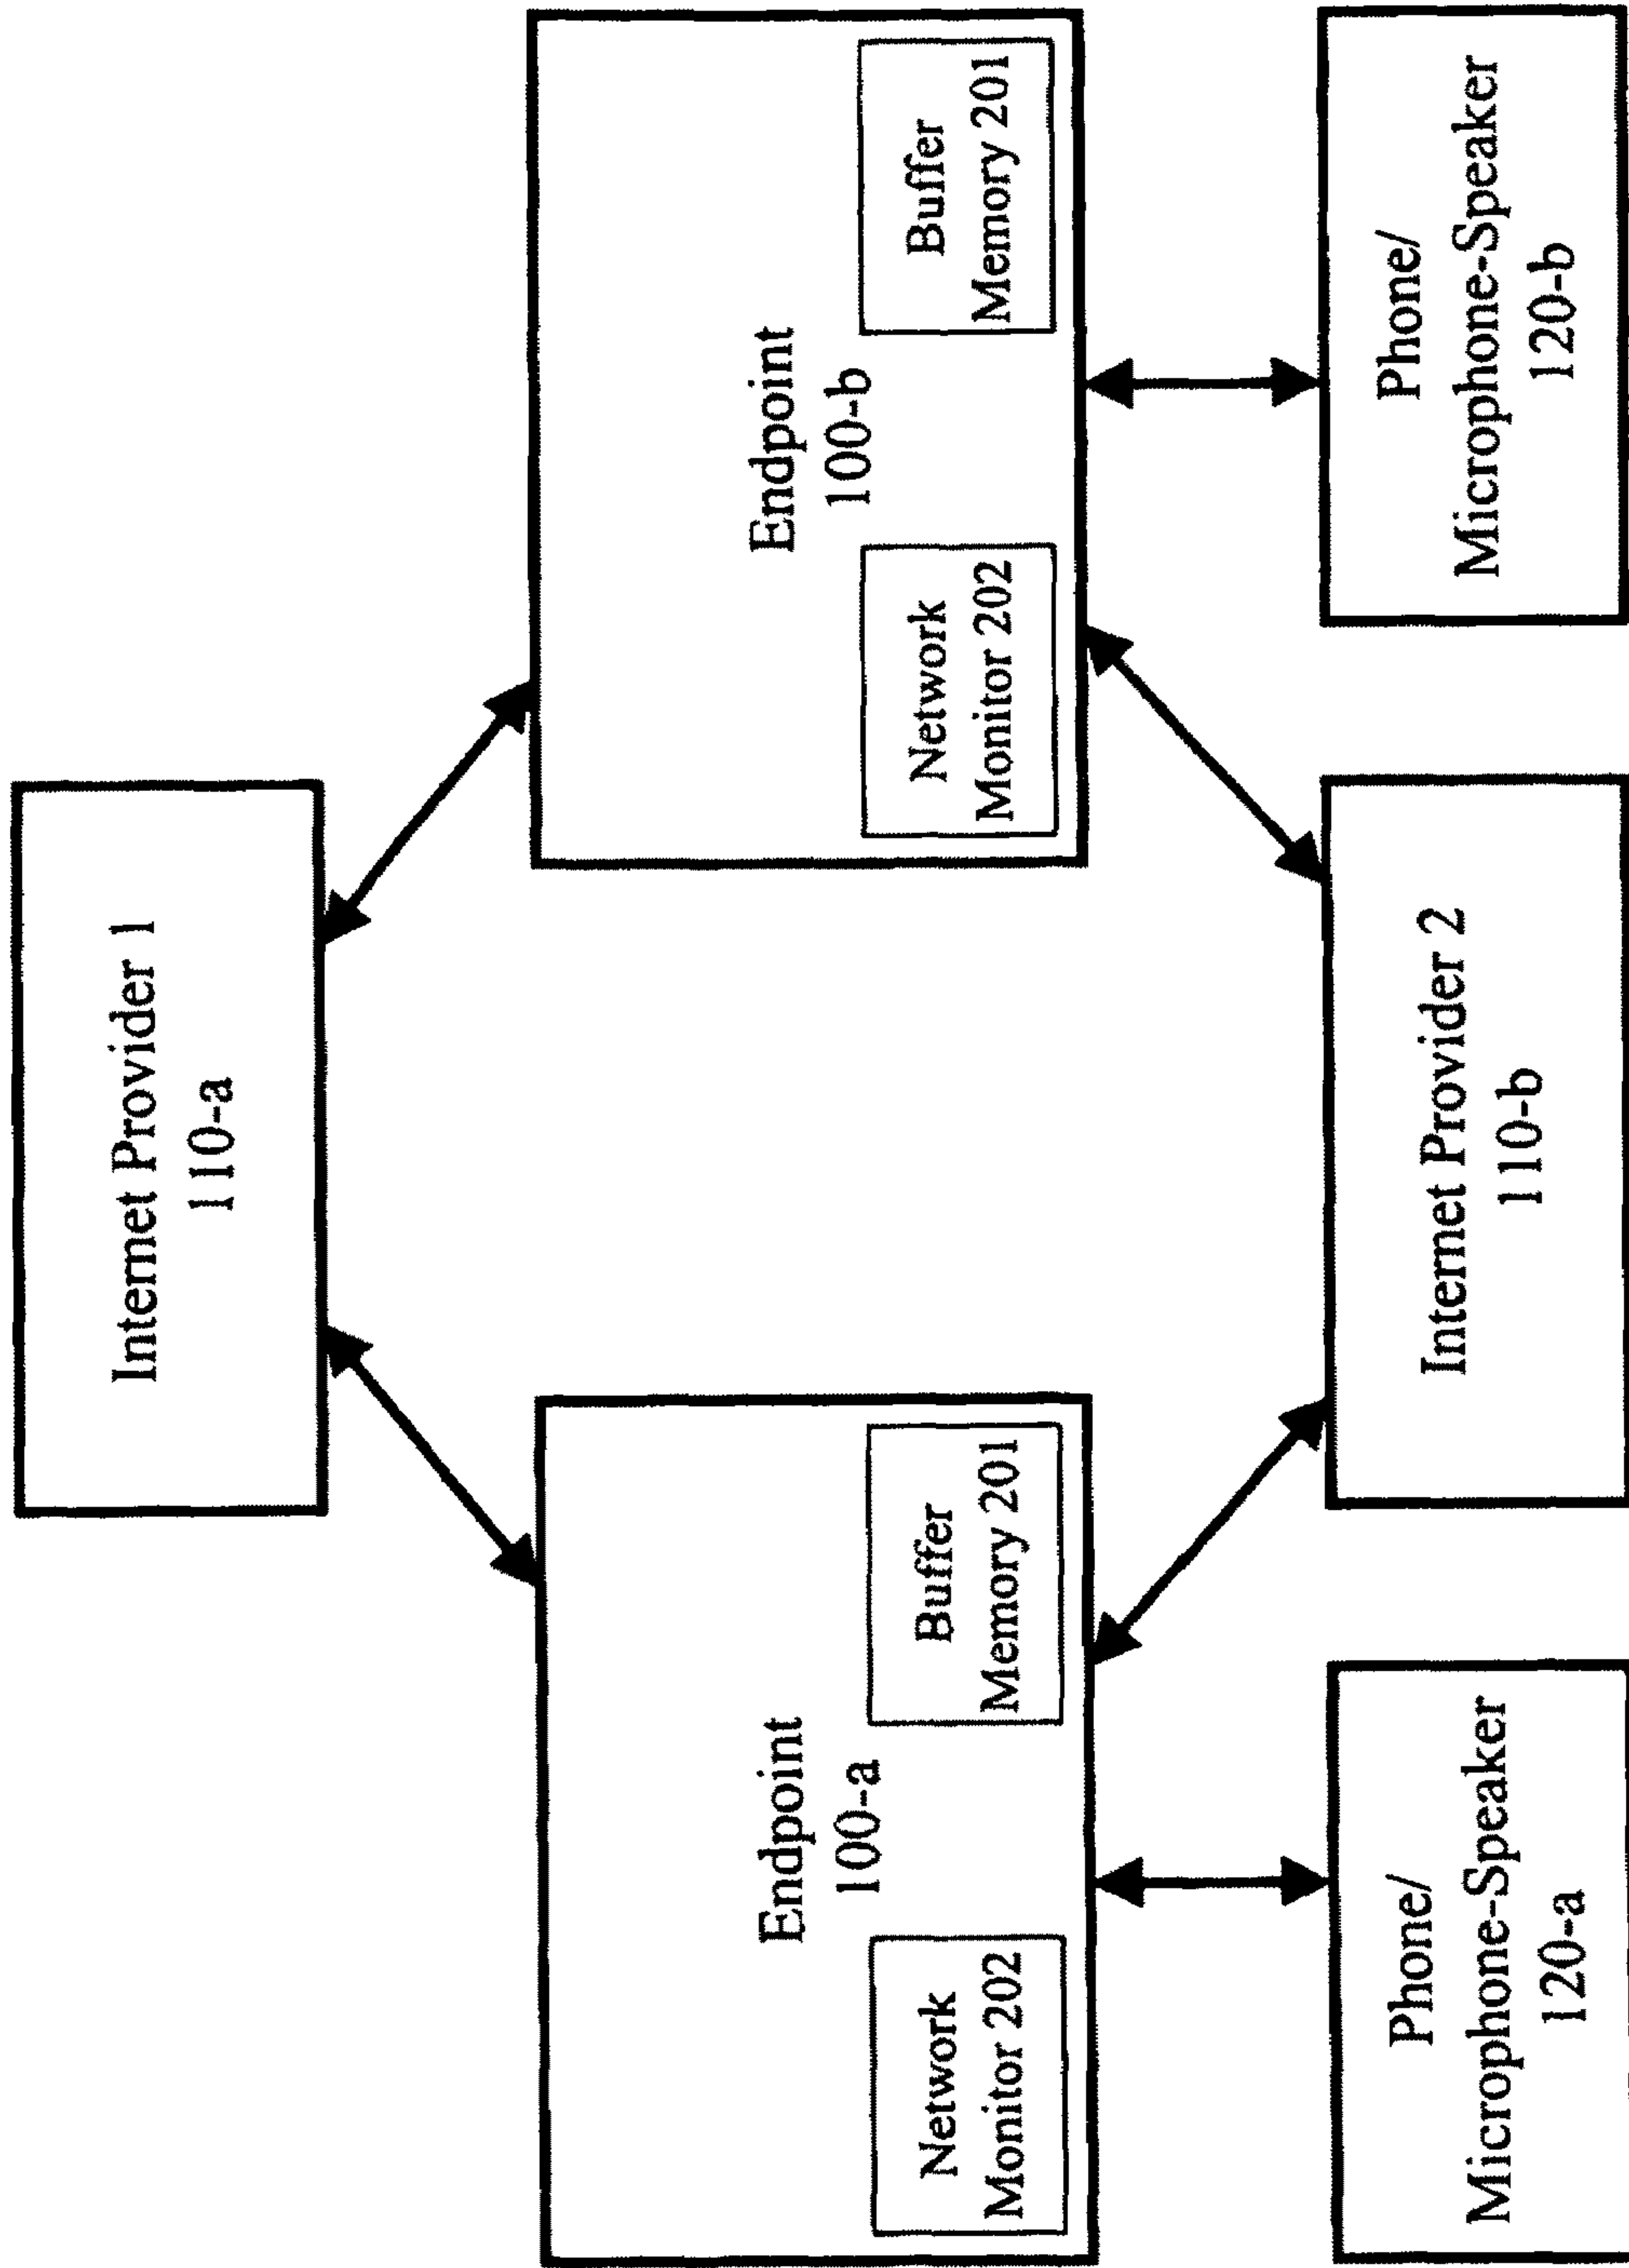 Internet Provider 1
110-a
Endpoint
100-a
Network
Monitor 202
Buffer
Memory 201
Endpoint
100-b
Network
Monitor 202
Buffer
Memory 201
Phone/
Microphone-Speaker
120-a
Internet Provider 2
110-b
Phone/
Microphone-Speaker
120-b